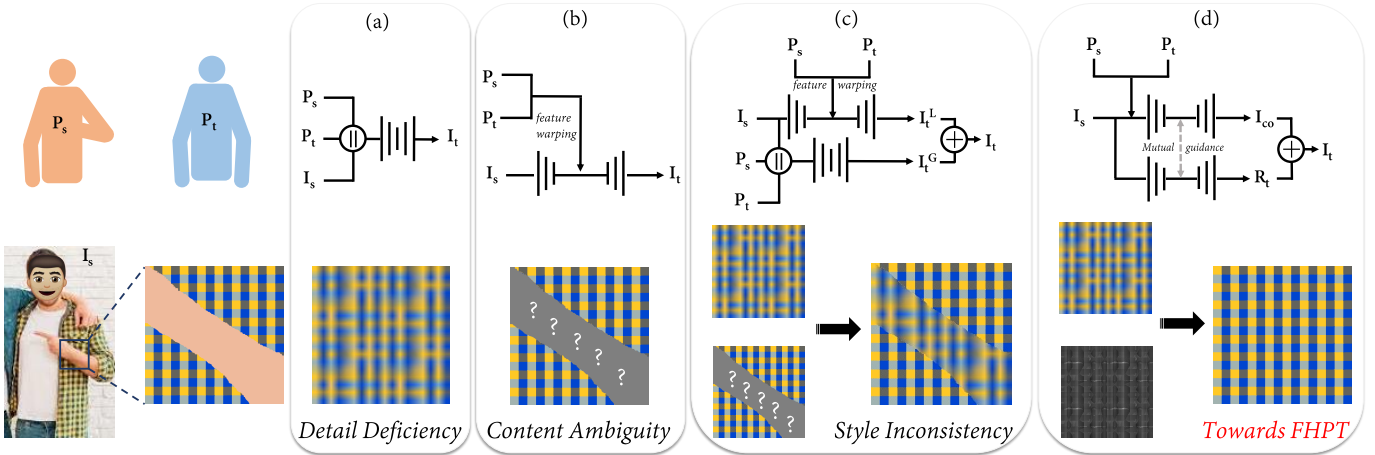 (a)
(b)
(c)
(d)
Ps
Pt
Is
Ps
Pt
Is
It
Detail Deficiency
Ps
Pt
feature
warping
Is
It
? ? ? ? ?
Content Ambiguity
Ps
Pt
feature warping
Is
ItL
Ps
It
ItG
Pt
? ? ? ? ?
Style Inconsistency
Ps
Pt
Is
Ico
Mutual guidance
It
Rt
Towards FHPT